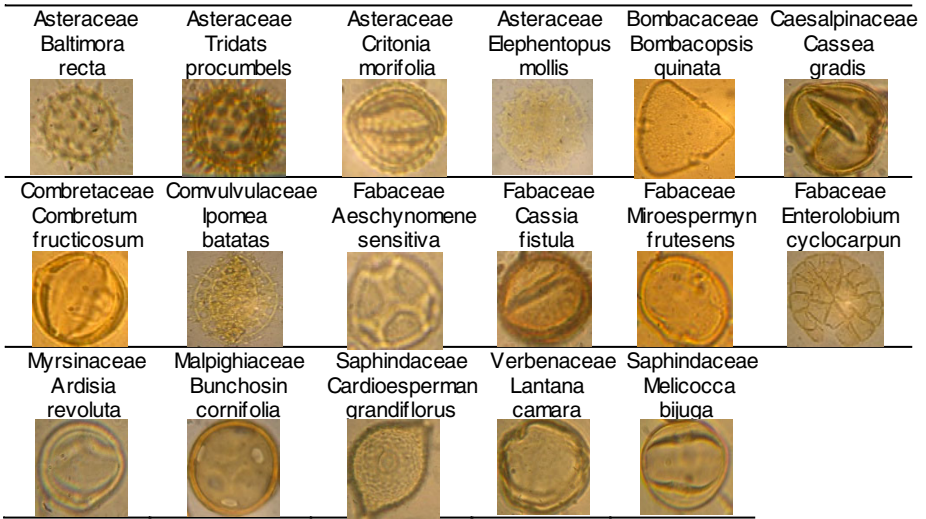 Asteraceae
Baltimora
recta
Asteraceae
Tridats
procumbels
Asteraceae
Critonia
morifolia
Asteraceae
Elephentopus
mollis
Bombacaceae
Bombacopsis
quinata
Caesalpinaceae
Cassea
gradis
Combretaceae
Combretum
fructicosum
Comvulvulaceae
Ipomea
batatas
Fabaceae
Aeschynomene
sensitiva
Fabaceae
Cassia
fistula
Fabaceae
Miroespermyn
frutesens
Fabaceae
Enterolobium
cyclocarpun
Myrsinaceae
Ardisia
revoluta
Malpighiaceae
Bunchosin
cornifolia
Saphindaceae
Cardioesperman
grandiflorus
Verbenaceae
Lantana
camara
Saphindaceae
Melicocca
bijuga